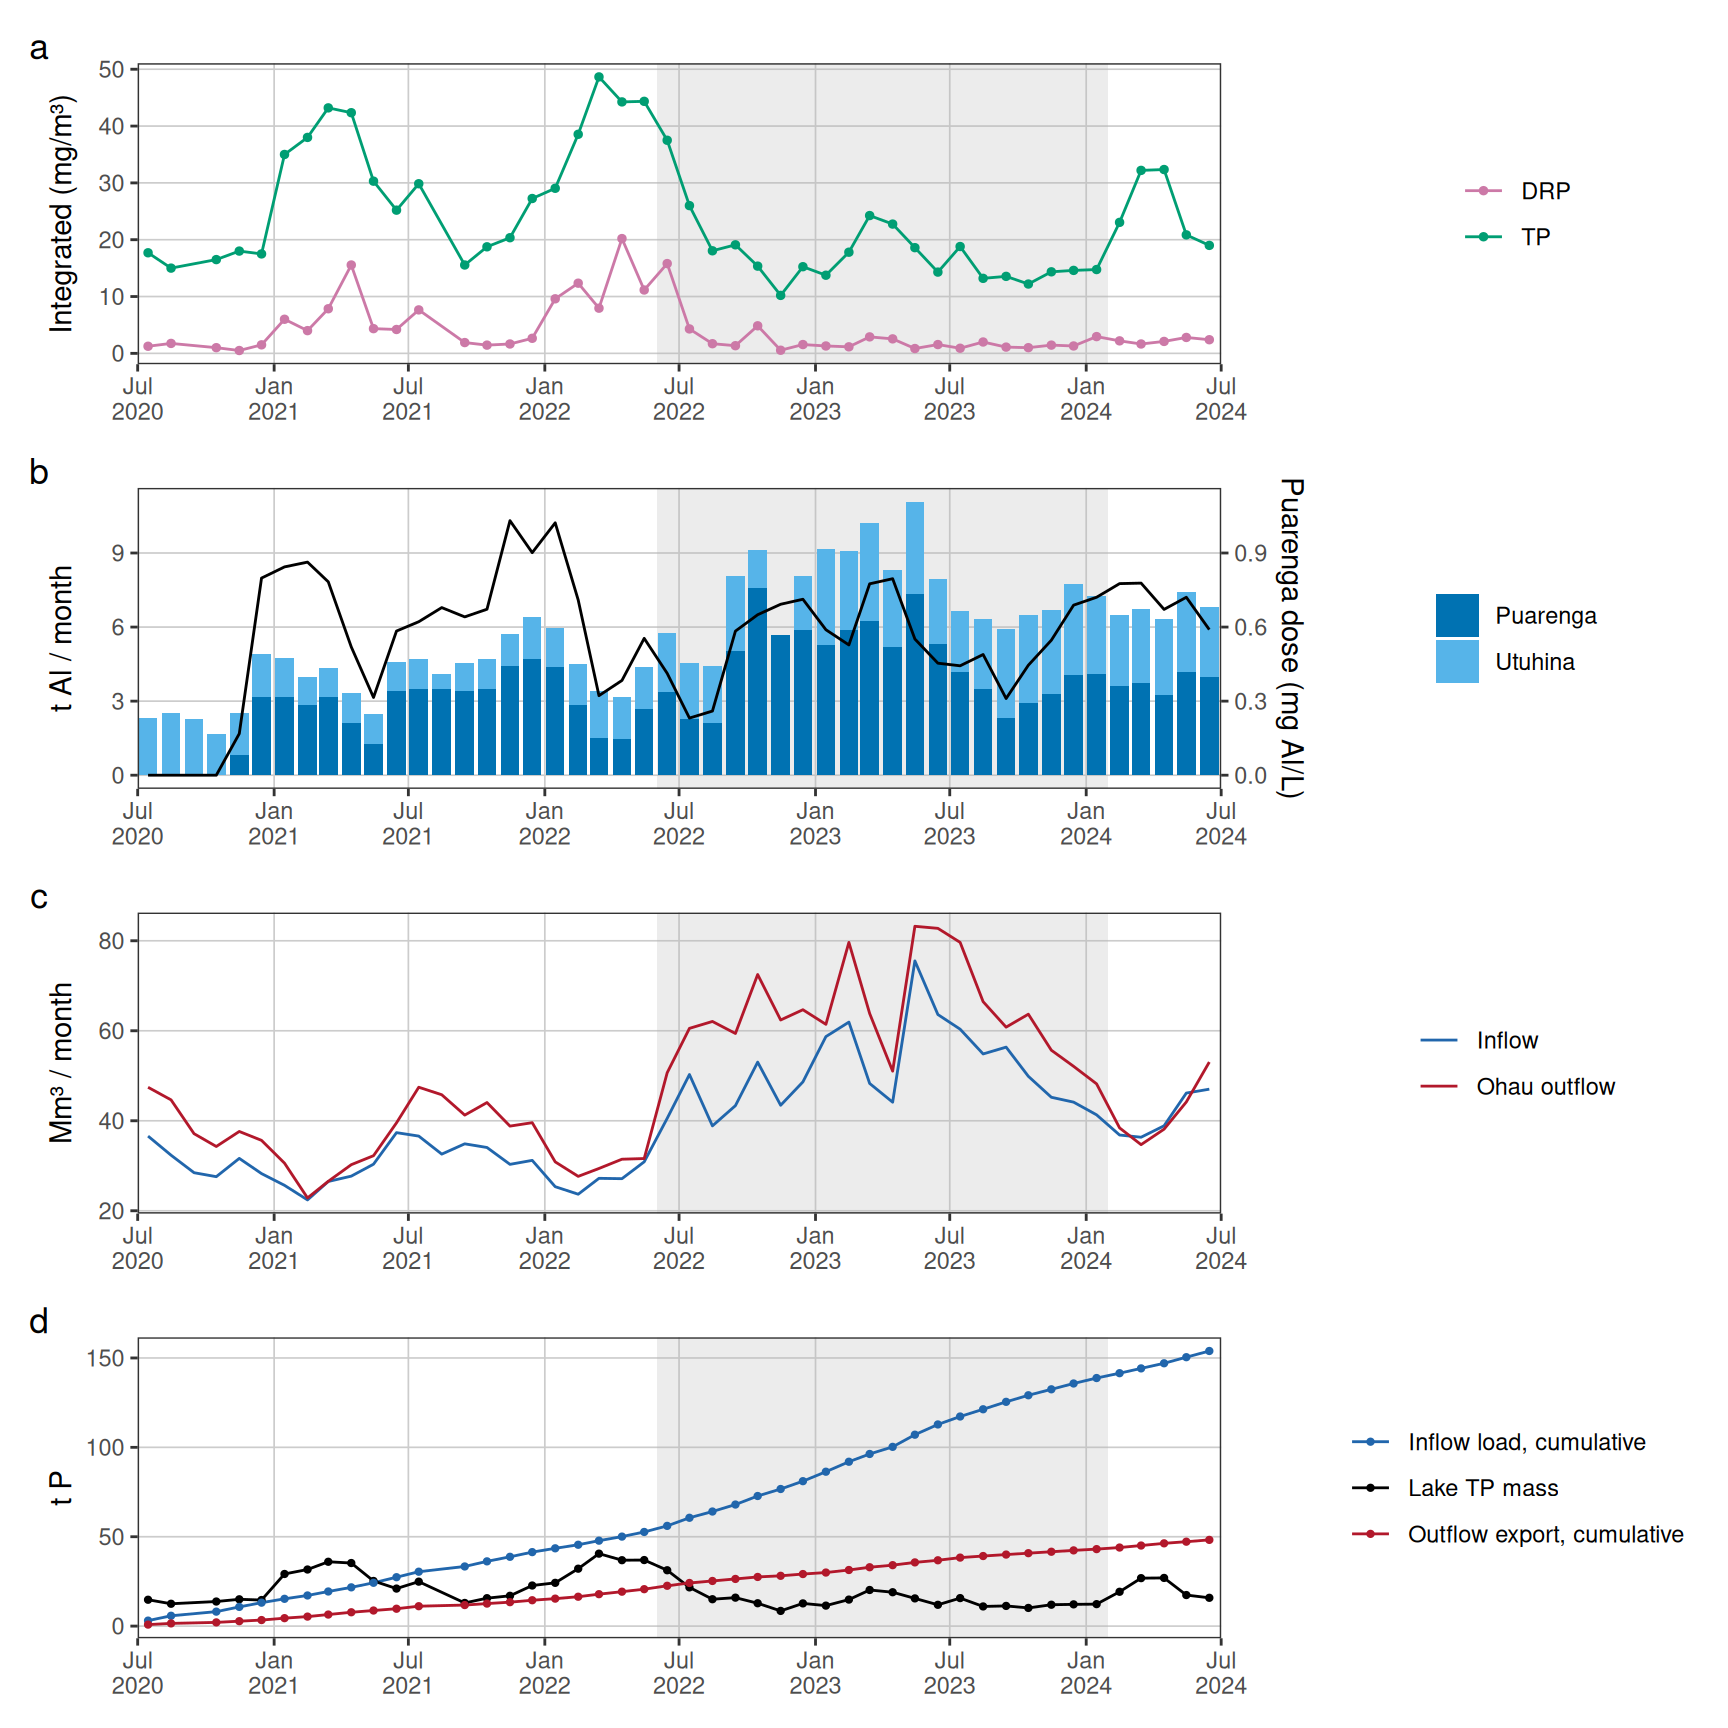 a
Integrated (mg/m³)
50
40
30
20
10
0
Jul 2020
Jan 2021
Jul 2021
Jan 2022
Jul 2022
Jan 2023
Jul 2023
Jan 2024
Jul 2024
DRP
TP
b
t Al / month
9
6
3
0
Puarenga dose (mg Al/L)
0.9
0.6
0.3
0.0
Jul 2020
Jan 2021
Jul 2021
Jan 2022
Jul 2022
Jan 2023
Jul 2023
Jan 2024
Jul 2024
Puarenga
Utuhina
c
Mm³ / month
80
60
40
20
Jul 2020
Jan 2021
Jul 2021
Jan 2022
Jul 2022
Jan 2023
Jul 2023
Jan 2024
Jul 2024
Inflow
Ohau outflow
d
t P
150
100
50
0
Jul 2020
Jan 2021
Jul 2021
Jan 2022
Jul 2022
Jan 2023
Jul 2023
Jan 2024
Jul 2024
Inflow load, cumulative
Lake TP mass
Outflow export, cumulative